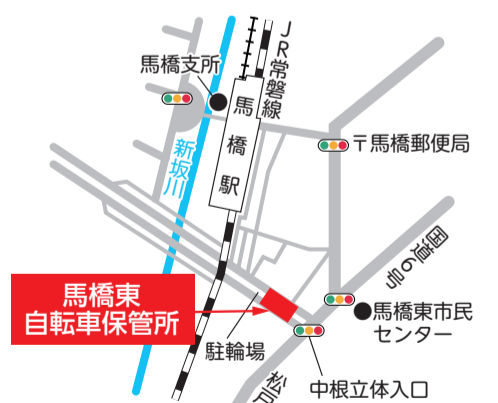 JR常磐線
馬橋支所
馬橋駅
〒馬橋郵便局
新坂川
国道6号
馬橋東
自転車保管所
馬橋東市民
センター
駐輪場
中根立体入口
松戸